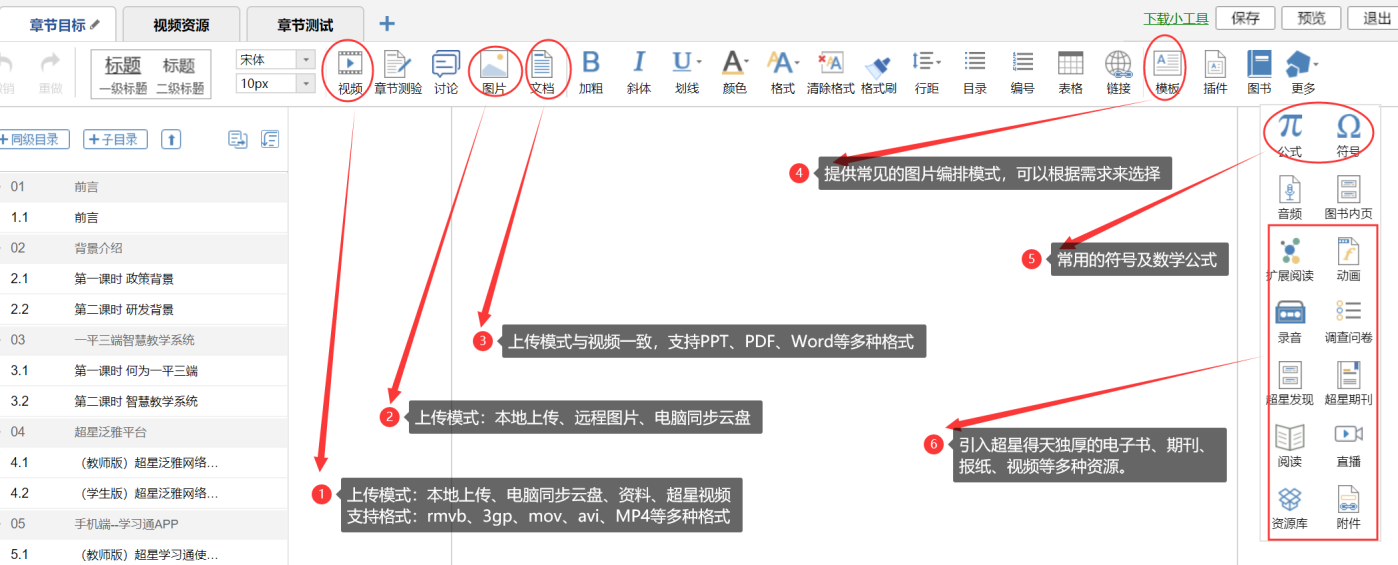 章节目标
视频资源
章节测试
下载小工具
保存
预览
退出
重做
标题
一级标题
标题
二级标题
宋体
10px
视频
章节测验
讨论
图片
文档
B
加粗
I
斜体
U
划线
A
颜色
AA
格式
清除格式
格式刷
行距
目录
编号
表格
链接
模板
插件
图书
更多
+同级目录
+子目录
01 前言
1.1 前言
02 背景介绍
2.1 第一课时 政策背景
2.2 第二课时 研发背景
03 一平三端智慧教学系统
3.1 第一课时 何为一平三端
3.2 第二课时 智慧教学系统
04 超星泛雅平台
4.1 （教师版）超星泛雅网络...
4.2 （学生版）超星泛雅网络...
05 手机端--学习通APP
5.1 （教师版）超星学习通使...
4 提供常见的图片编排模式，可以根据需求来选择
5 常用的符号及数学公式
3 上传模式与视频一致，支持PPT、PDF、Word等多种格式
2 上传模式：本地上传、远程图片、电脑同步云盘
6 引入超星得天独厚的电子书、期刊、
报纸、视频等多种资源。
1 上传模式：本地上传、电脑同步云盘、资料、超星视频
支持格式：rmvb、3gp、mov、avi、MP4等多种格式
π Ω
公式 符号
音频 图书内页
扩展阅读 动画
录音 调查问卷
超星发现 超星期刊
阅读 直播
资源库 附件